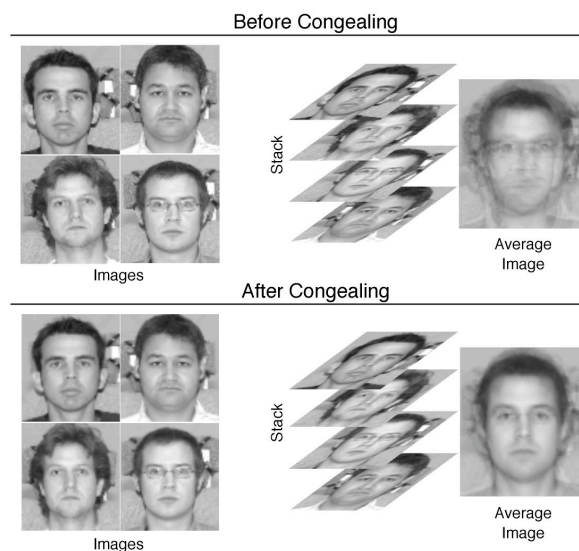 Before Congealing
Stack
Images
Average
Image
After Congealing
Stack
Images
Average
Image